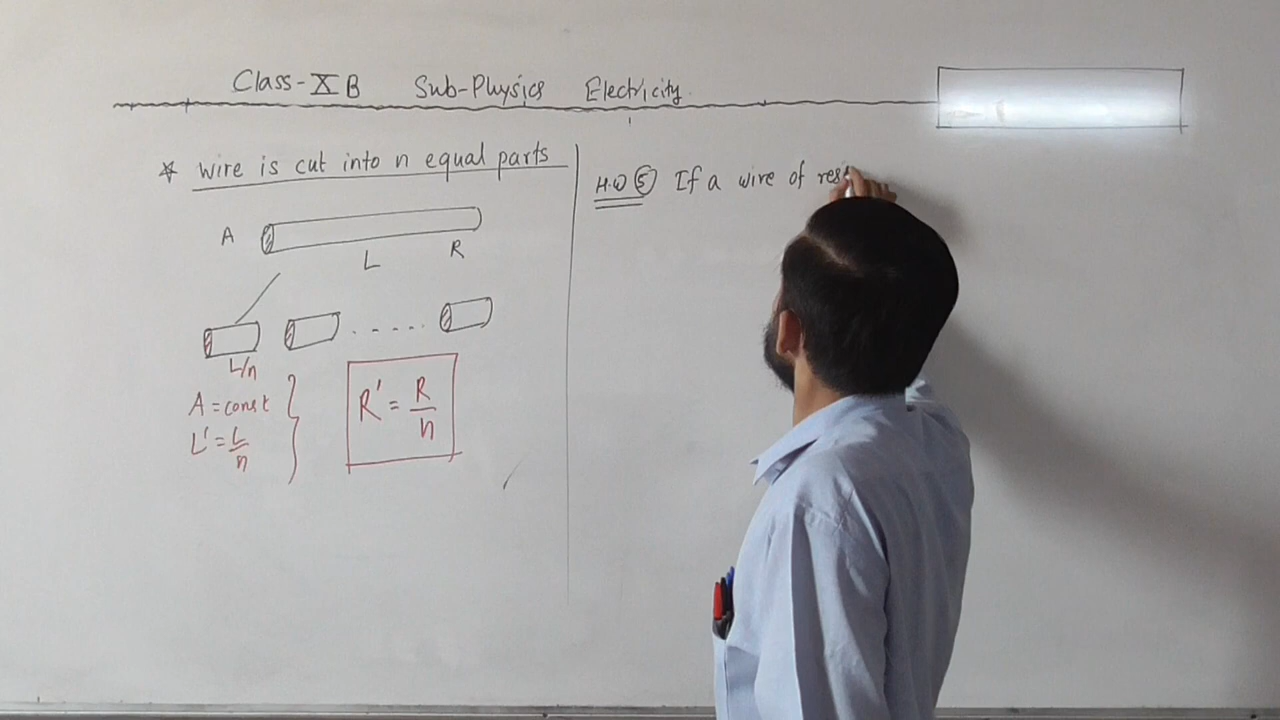 Class-X B Sub-Physics Electricity.
* wire is cut into n equal parts
A
L
R
.....
L/n
A = const
L' = L/n
R' = R/n
H.W (5) If a wire of res